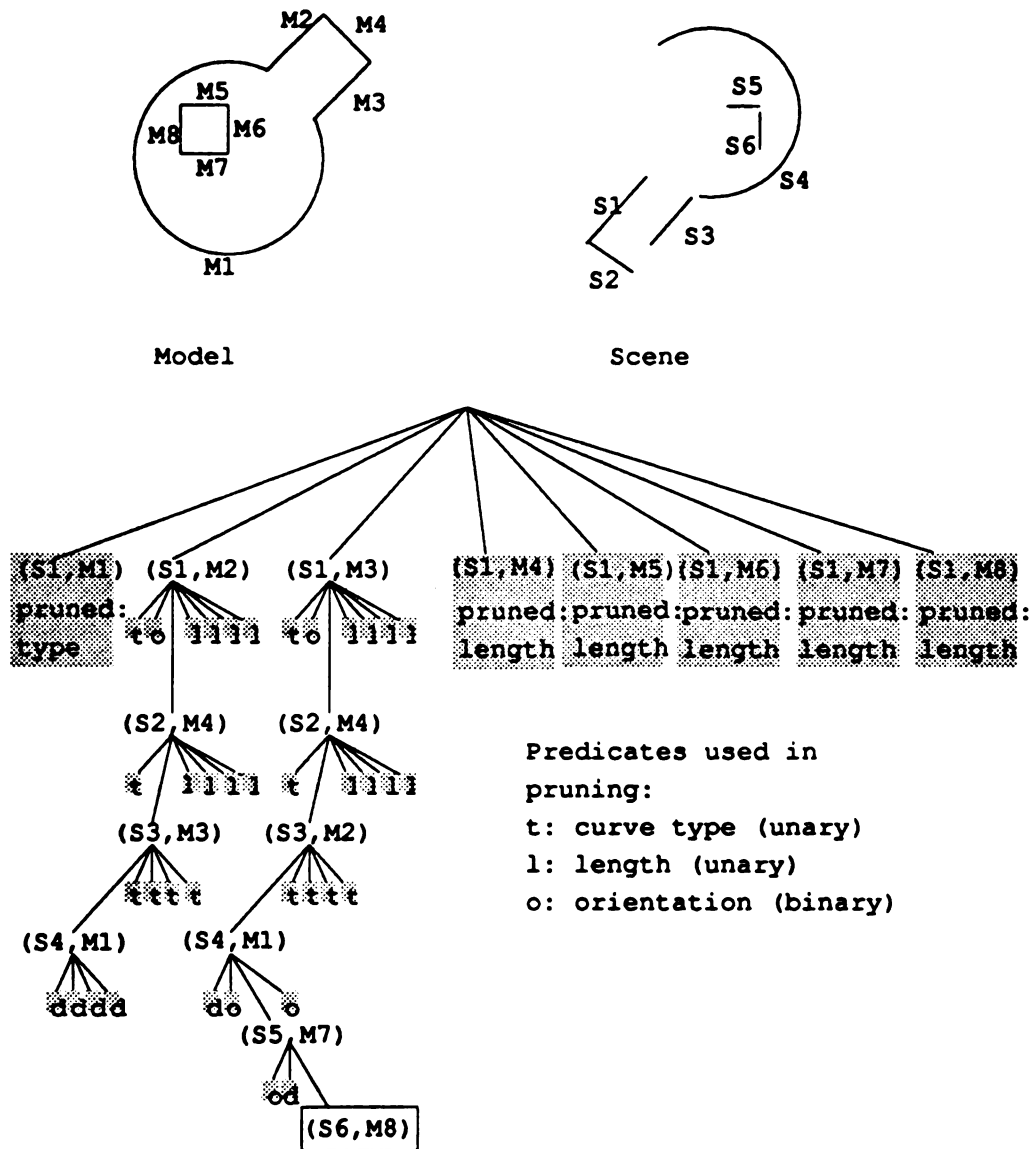 M2 M4
M5 M3
M8 M6
M7
M1
S5
S6
S4
S1
S3
S2
Model Scene
(S1,M1) (S1,M2) (S1,M3) (S1,M4) (S1,M5) (S1,M6) (S1,M7) (S1,M8)
pruned: pruned: pruned: pruned: pruned: pruned:
type length length length length length
t o l l l l t o l l l l
(S2,M4) (S2,M4)
t l l l l t l l l l
(S3,M3) (S3,M2)
t t t t t t t t
(S4,M1) (S4,M1)
d d d d d o o
(S5,M7)
o d
(S6,M8)
Predicates used in
pruning:
t: curve type (unary)
l: length (unary)
o: orientation (binary)